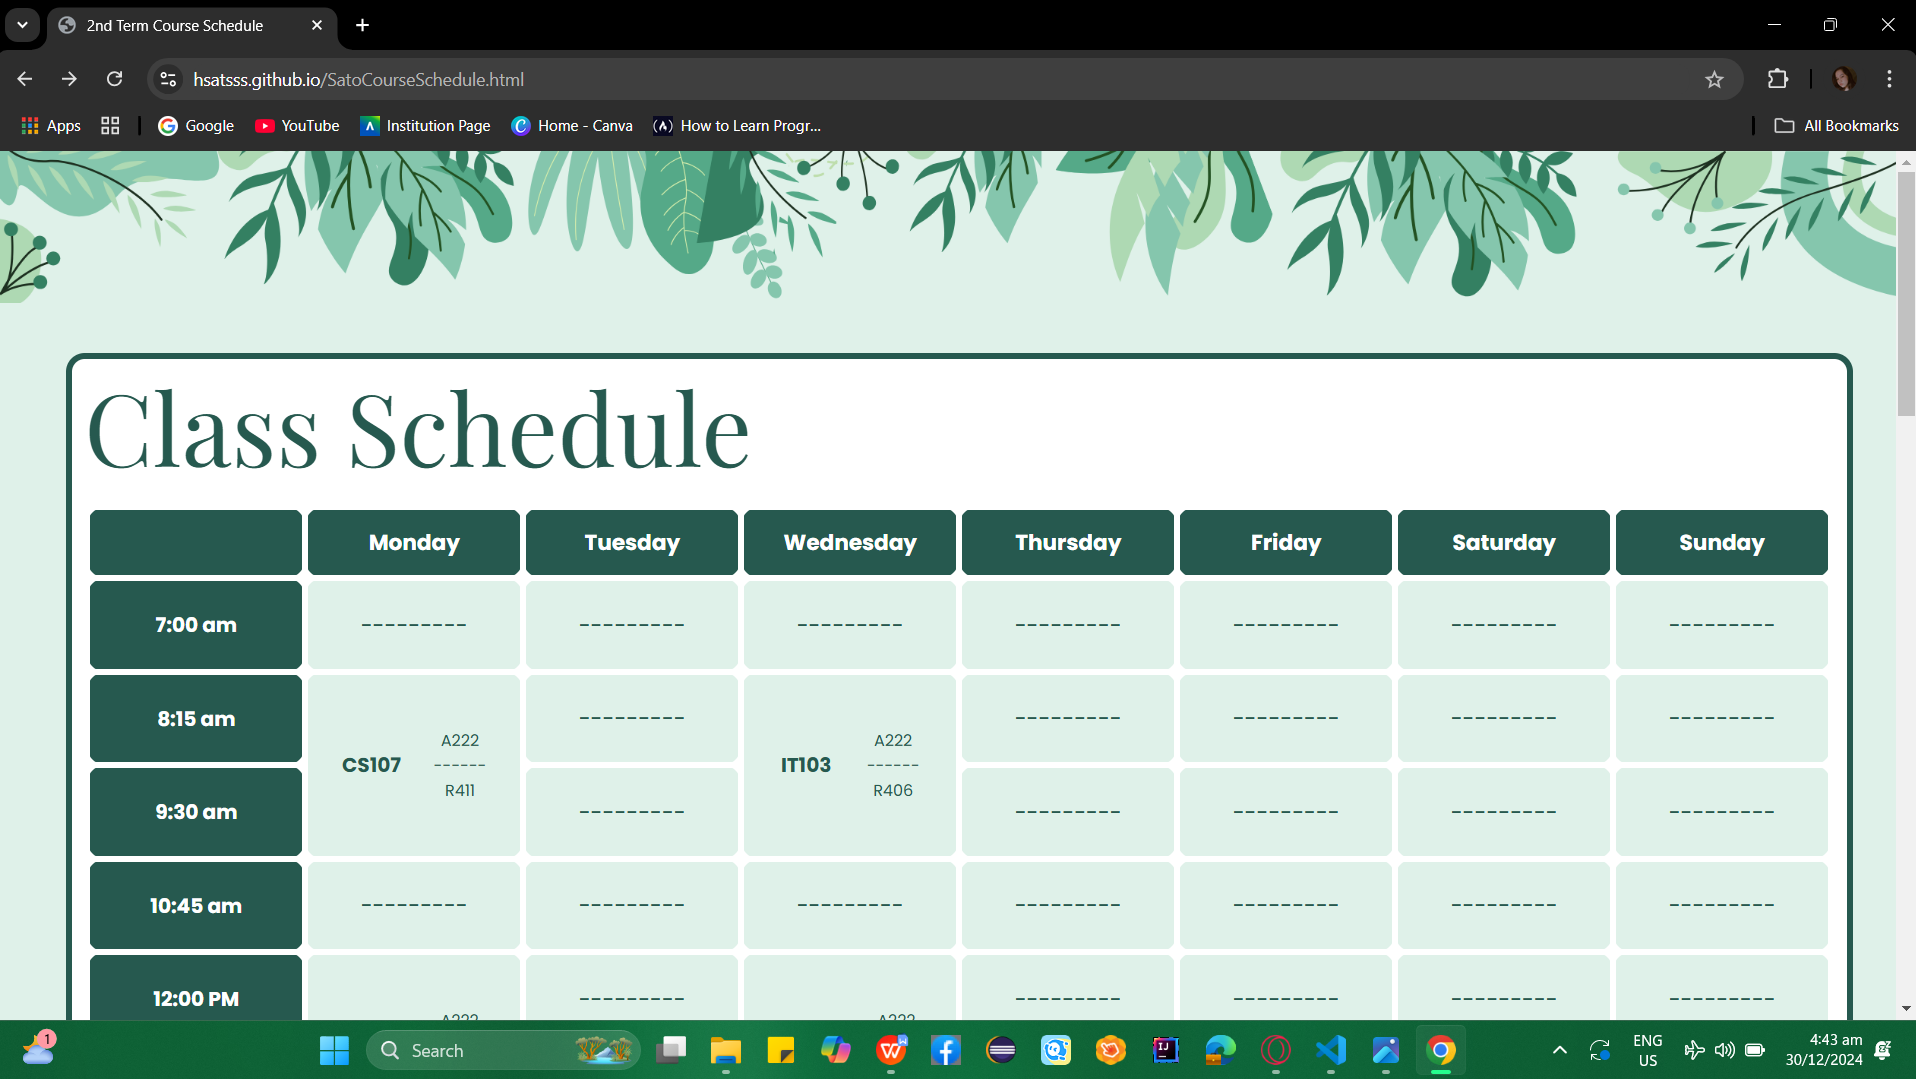 2nd Term Course Schedule
hsatsss.github.io/SatoCourseSchedule.html
Apps Google YouTube Institution Page Home - Canva How to Learn Progr... All Bookmarks
Class Schedule
Monday Tuesday Wednesday Thursday Friday Saturday Sunday
7:00 am --------- --------- --------- --------- --------- --------- ---------
8:15 am --------- --------- --------- --------- ---------
CS107 A222 ------ R411 IT103 A222 ------ R406
9:30 am --------- --------- --------- --------- ---------
10:45 am --------- --------- --------- --------- --------- --------- ---------
12:00 PM --------- --------- --------- --------- ---------
A222 A222
1 Search ENG 4:43 am
US 30/12/2024